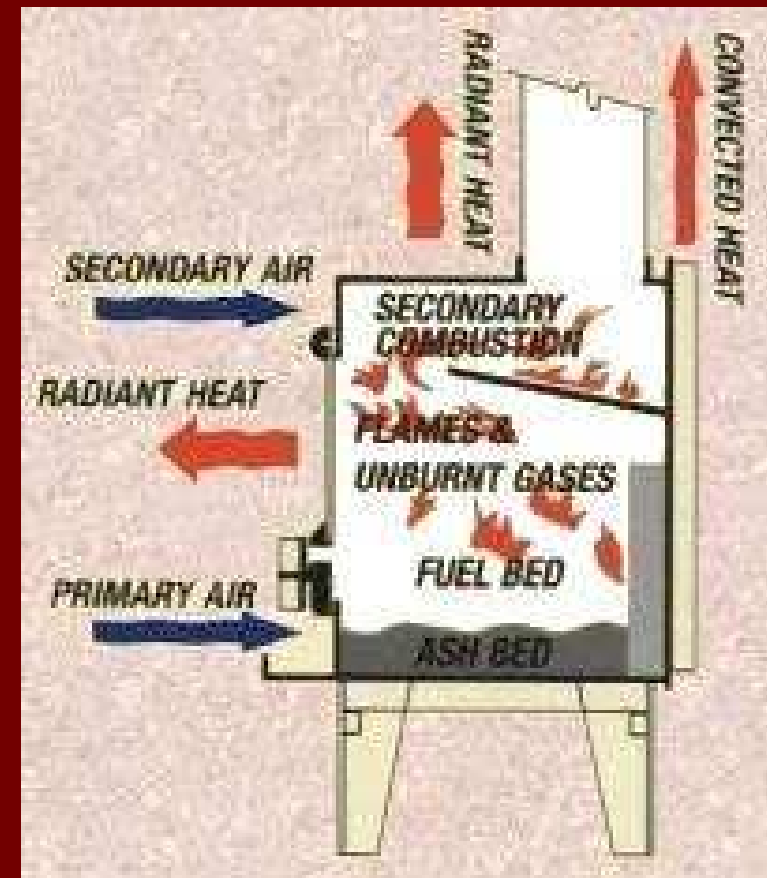 RADIANT HEAT
CONVECTED HEAT
SECONDARY AIR
SECONDARY
COMBUSTION
RADIANT HEAT
FLAMES &
UNBURNT GASES
FUEL BED
PRIMARY AIR
ASH BED